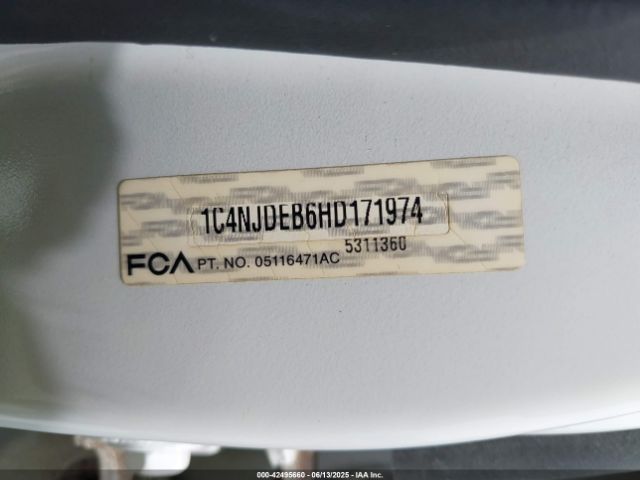 1C4NJDEB6HD171974
5311360
FCA PT. NO. 05116471AC
000-42495660 - 06/13/2025 - IAA Inc.